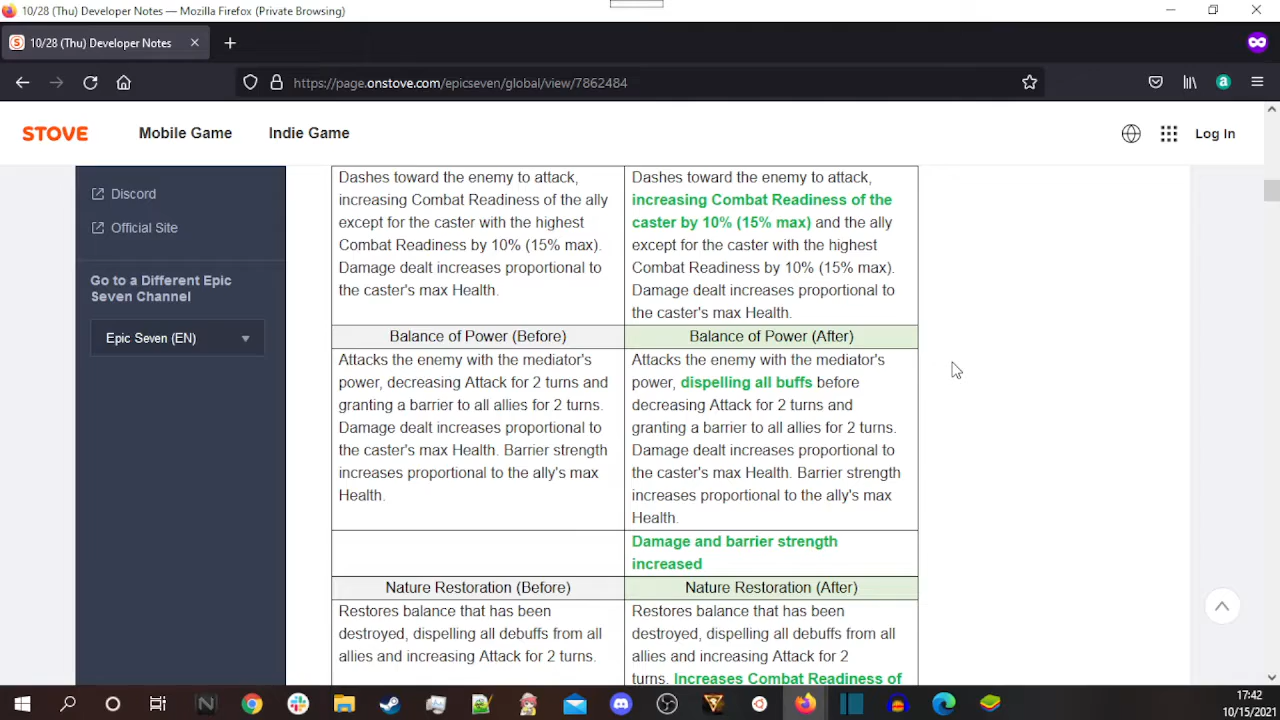 10/28 (Thu) Developer Notes — Mozilla Firefox (Private Browsing)
10/28 (Thu) Developer Notes
https://page.onstove.com/epicseven/global/view/7862484
STOVE
Mobile Game
Indie Game
Log In
Discord
Official Site
Go to a Different Epic
Seven Channel
Epic Seven (EN)
Dashes toward the enemy to attack,
increasing Combat Readiness of the ally
except for the caster with the highest
Combat Readiness by 10% (15% max).
Damage dealt increases proportional to
the caster's max Health.
Dashes toward the enemy to attack,
increasing Combat Readiness of the
caster by 10% (15% max) and the ally
except for the caster with the highest
Combat Readiness by 10% (15% max).
Damage dealt increases proportional to
the caster's max Health.
Balance of Power (Before)
Balance of Power (After)
Attacks the enemy with the mediator's
power, decreasing Attack for 2 turns and
granting a barrier to all allies for 2 turns.
Damage dealt increases proportional to
the caster's max Health. Barrier strength
increases proportional to the ally's max
Health.
Attacks the enemy with the mediator's
power, dispelling all buffs before
decreasing Attack for 2 turns and
granting a barrier to all allies for 2 turns.
Damage dealt increases proportional to
the caster's max Health. Barrier strength
increases proportional to the ally's max
Health.
Damage and barrier strength
increased
Nature Restoration (Before)
Nature Restoration (After)
Restores balance that has been
destroyed, dispelling all debuffs from all
allies and increasing Attack for 2 turns.
Restores balance that has been
destroyed, dispelling all debuffs from all
allies and increasing Attack for 2
turns. Increases Combat Readiness of
17:42
10/15/2021